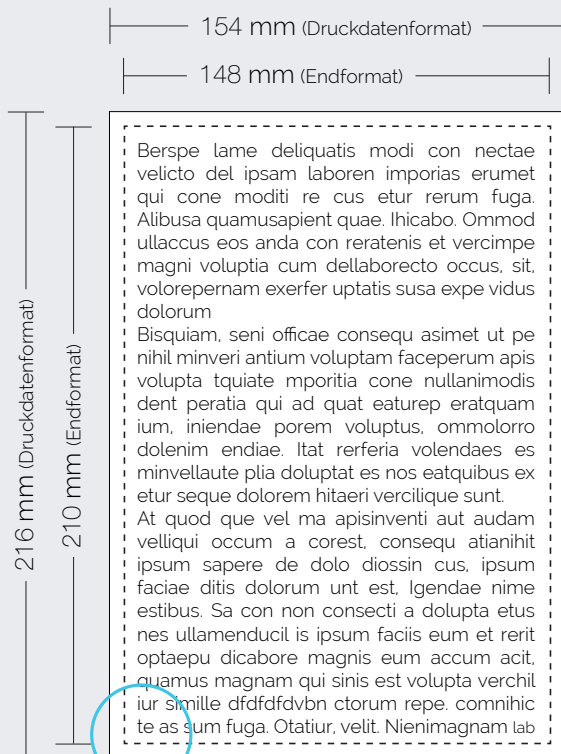 154 mm (Druckdatenformat)
148 mm (Endformat)
216 mm (Druckdatenformat)
210 mm (Endformat)
Berspe lame deliquatis modi con nectae
velicto del ipsam laboren imporias erumet
qui cone moditi re cus etur rerum fuga.
Alibusa quamusapient quae. Ihicabo. Ommod
ullaccus eos anda con reratenis et vercimpe
magni voluptia cum dellaborecto occus, sit,
volorepernam exerfer uptatis susa expe vidus
dolorum
Bisquiam, seni officae consequ asimet ut pe
nihil minveri antium voluptam faceperum apis
volupta tquiate mporitia cone nullanimodis
dent peratia qui ad quat eaturep eratquam
ium, iniendae porem voluptus, ommolorro
dolenim endiae. Itat rerferia volendaes es
minvellaute plia doluptat es nos eatquibus ex
etur seque dolorem hitaeri vercilique sunt.
At quod que vel ma apisinventi aut audam
velliqui occum a corest, consequ atianihit
ipsum sapere de dolo diossin cus, ipsum
faciae ditis dolorum unt est, Igendae nime
estibus. Sa con non consecti a dolupta etus
nes ullamenducil is ipsum faciis eum et rerit
optaepu dicabore magnis eum accum acit,
quamus magnam qui sinis est volupta verchil
iur simille dfdfdfdvbn ctorum repe. comnihic
te as sum fuga. Otatiur, velit. Nienimagnam lab